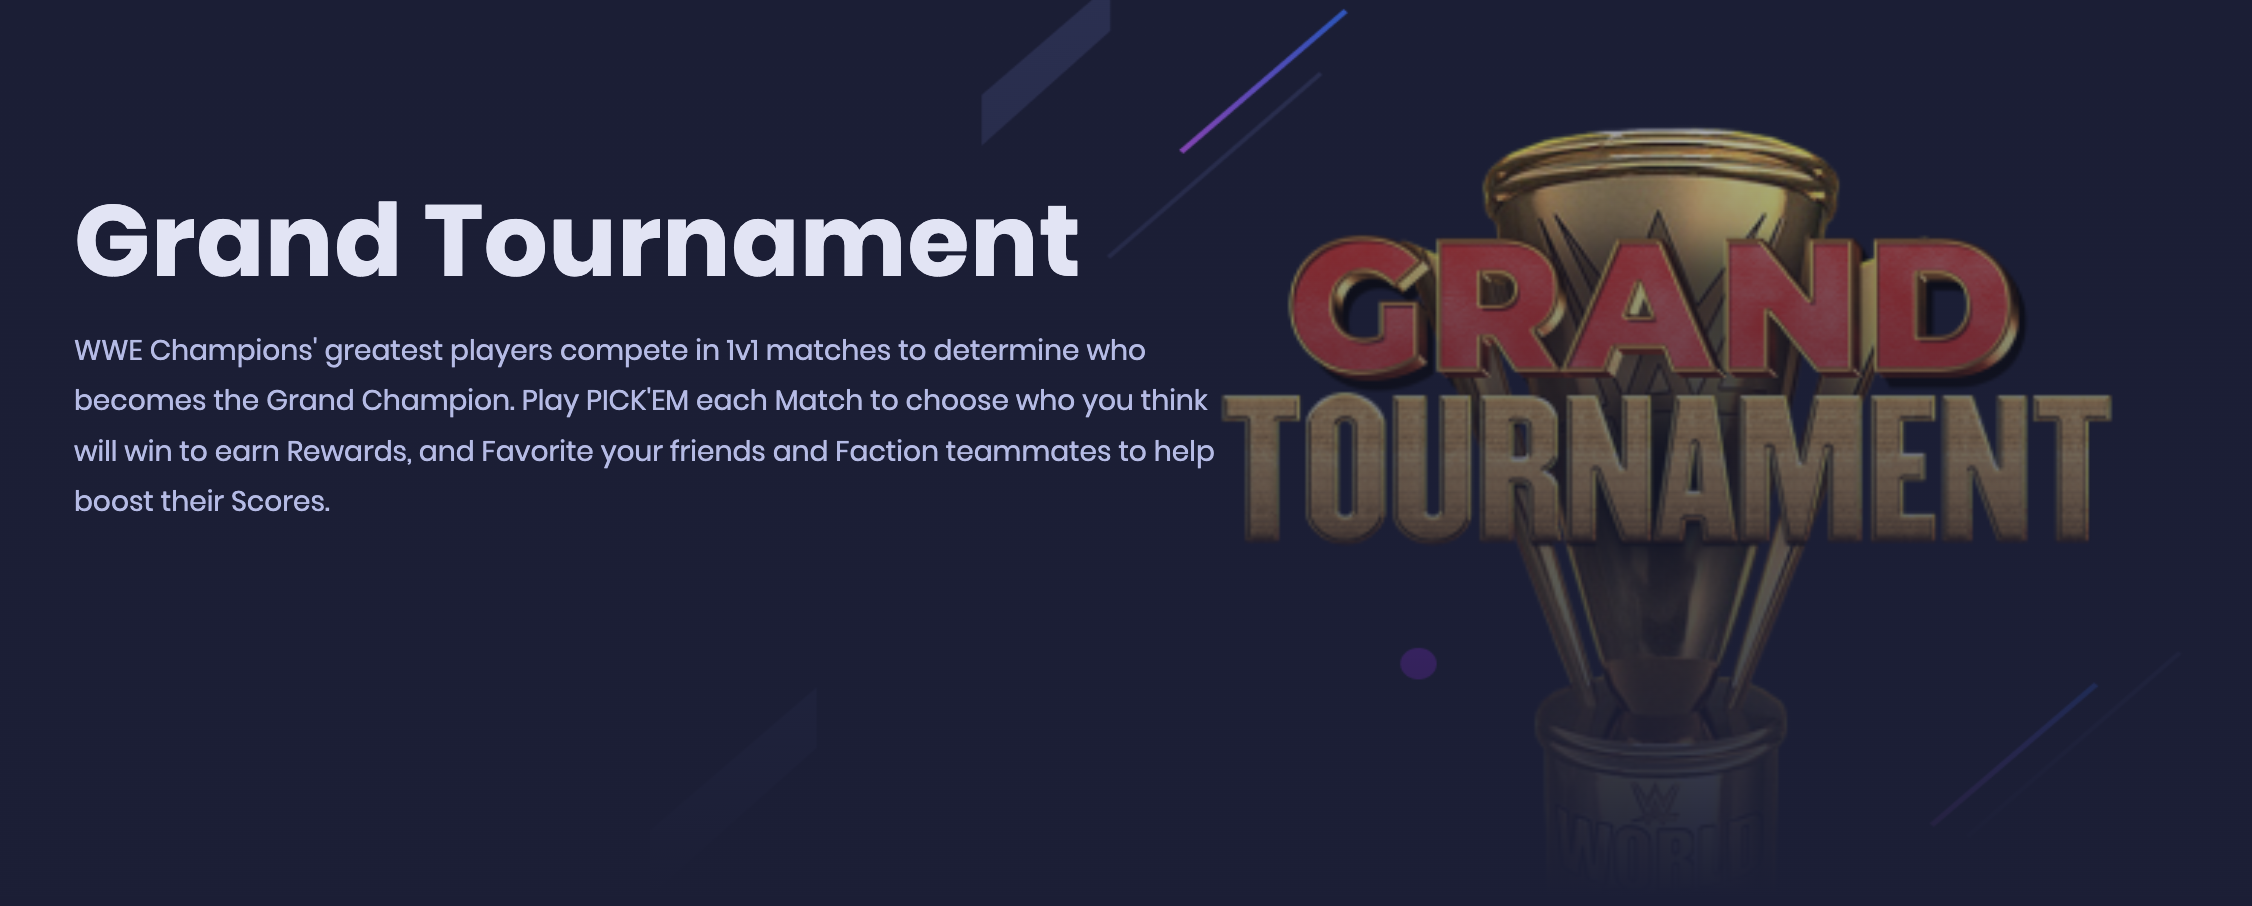 Grand Tournament
WWE Champions' greatest players compete in 1v1 matches to determine who
becomes the Grand Champion. Play PICK'EM each Match to choose who you think
will win to earn Rewards, and Favorite your friends and Faction teammates to help
boost their Scores.
GRAND
TOURNAMENT
W
WORLD